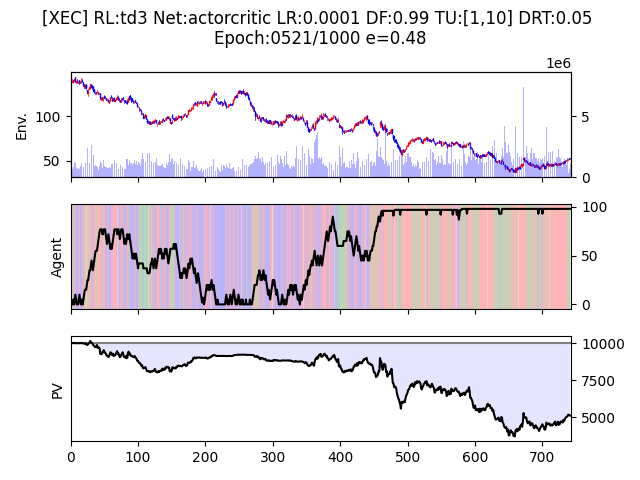 [XEC] RL:td3 Net:actorcritic LR:0.0001 DF:0.99 TU:[1,10] DRT:0.05
Epoch:0521/1000 e=0.48
1e6
Env.
100
50
5
0
Agent
100
50
0
PV
10000
7500
5000
0 100 200 300 400 500 600 700